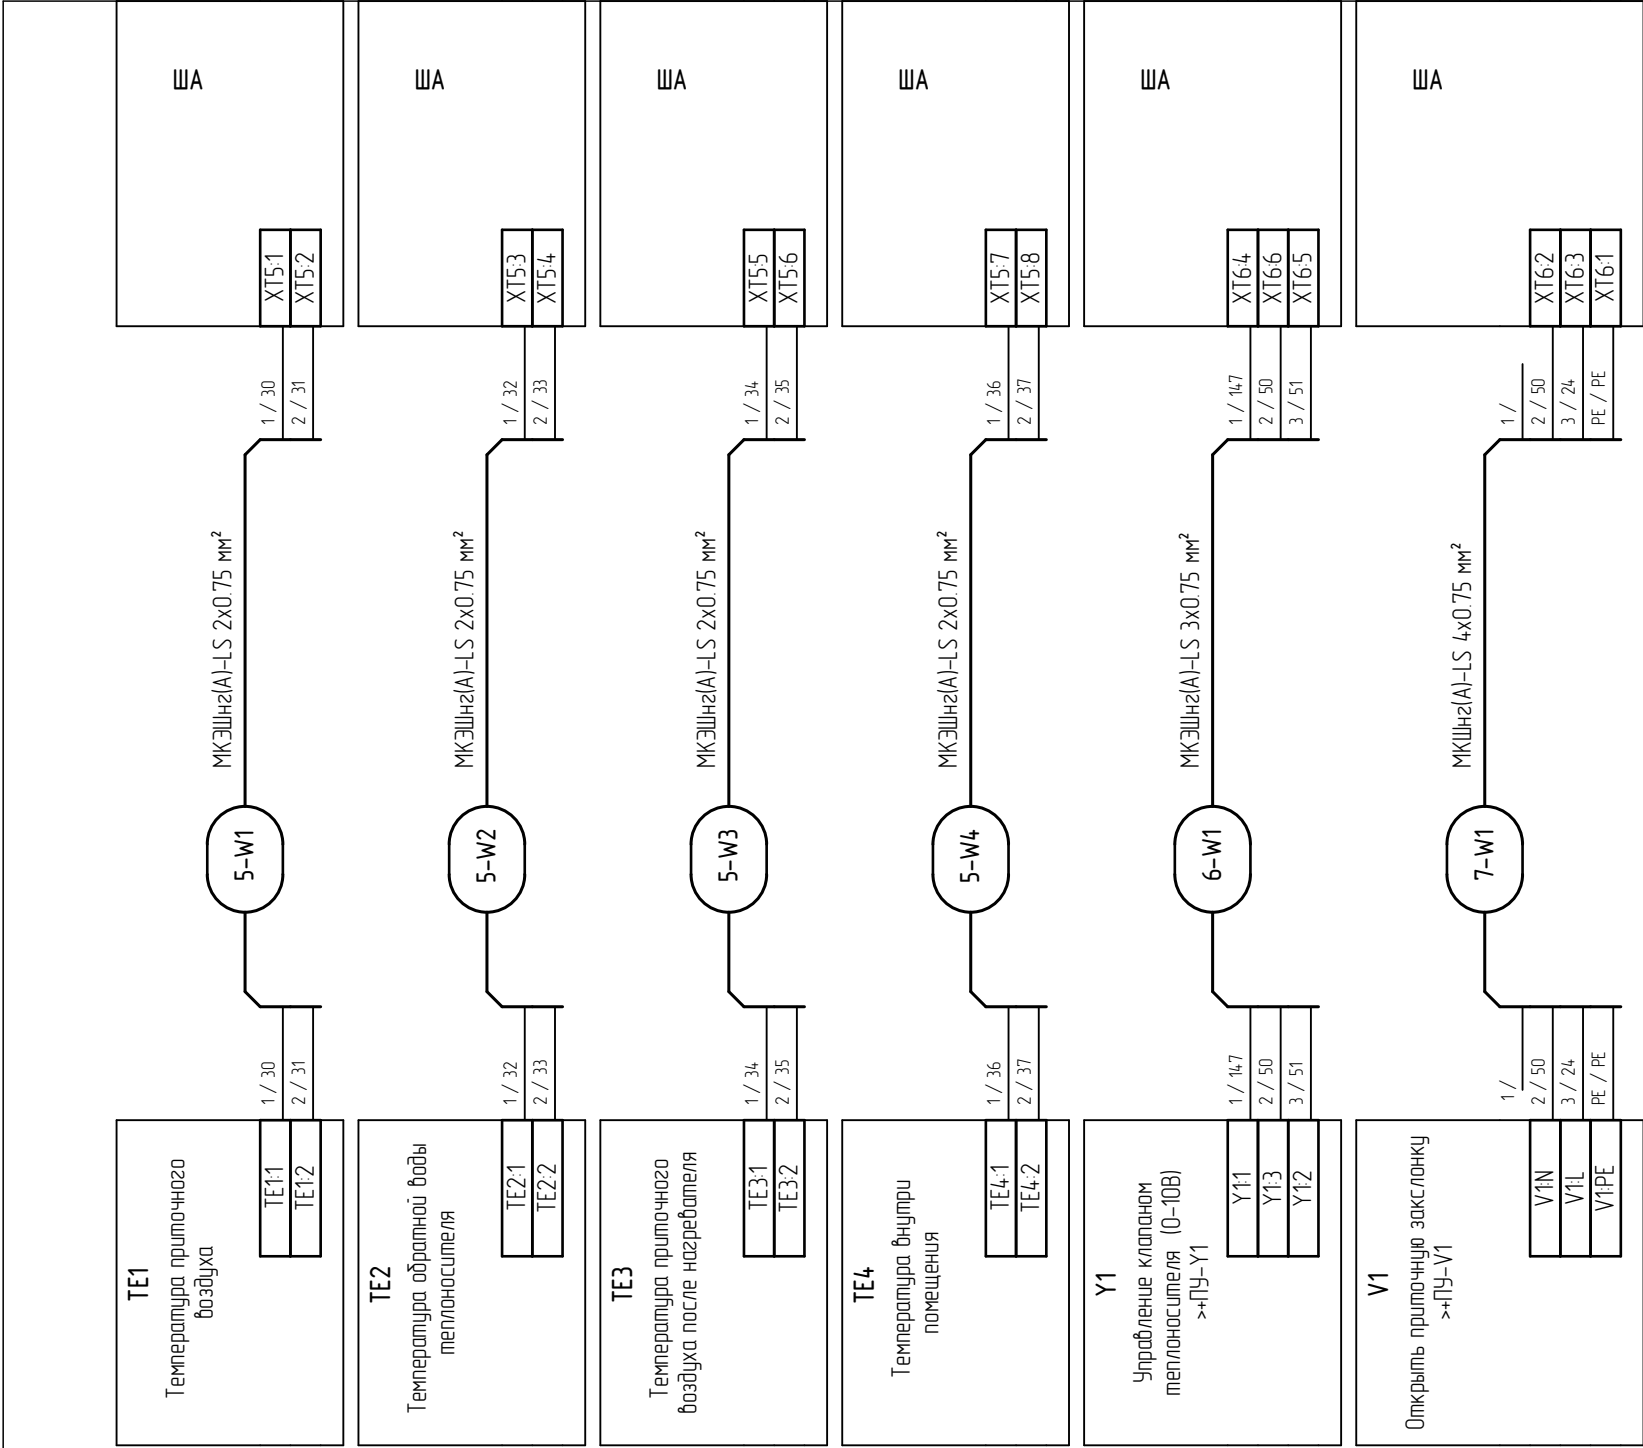 TE1
Температура приточного
воздуха
TE1:1
TE1:2
1 / 30
2 / 31
5-W1
МКЭШнг(А)-LS 2x0.75 мм²
1 / 30
2 / 31
XT5:1
XT5:2
ША
TE2
Температура обратной воды
теплоносителя
TE2:1
TE2:2
1 / 32
2 / 33
5-W2
МКЭШнг(А)-LS 2x0.75 мм²
1 / 32
2 / 33
XT5:3
XT5:4
ША
TE3
Температура приточного
воздуха после нагревателя
TE3:1
TE3:2
1 / 34
2 / 35
5-W3
МКЭШнг(А)-LS 2x0.75 мм²
1 / 34
2 / 35
XT5:5
XT5:6
ША
TE4
Температура внутри
помещения
TE4:1
TE4:2
1 / 36
2 / 37
5-W4
МКЭШнг(А)-LS 2x0.75 мм²
1 / 36
2 / 37
XT5:7
XT5:8
ША
Y1
Управление клапаном
теплоносителя (0-10В)
>+ПУ-Y1
Y1:1
Y1:3
Y1:2
1 / 147
2 / 50
3 / 51
6-W1
МКЭШнг(А)-LS 3x0.75 мм²
1 / 147
2 / 50
3 / 51
XT6:4
XT6:6
XT6:5
ША
V1
Открыть приточную заслонку
>+ПУ-V1
V1:N
V1:L
V1:PE
1 /
2 / 50
3 / 24
PE / PE
7-W1
МКШнг(А)-LS 4x0.75 мм²
1 /
2 / 50
3 / 24
PE / PE
XT6:2
XT6:3
XT6:1
ША